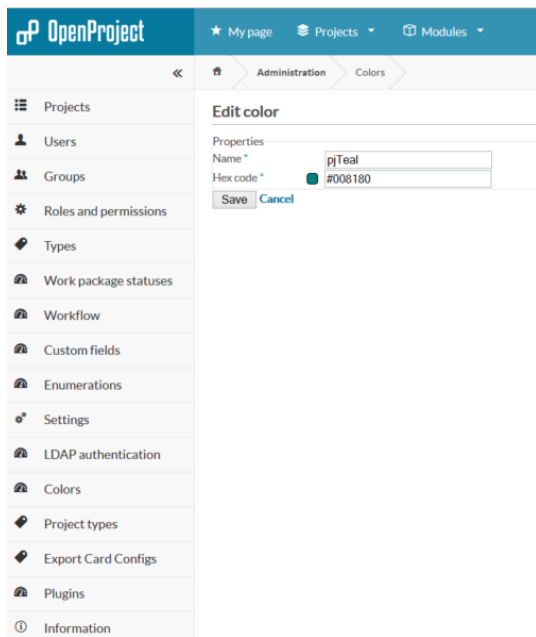 OpenProject
My page Projects Modules
Administration Colors
Projects
Users
Groups
Roles and permissions
Types
Work package statuses
Workflow
Custom fields
Enumerations
Settings
LDAP authentication
Colors
Project types
Export Card Configs
Plugins
Information
Edit color
Properties
Name * pjTeal
Hex code * #008180
Save Cancel